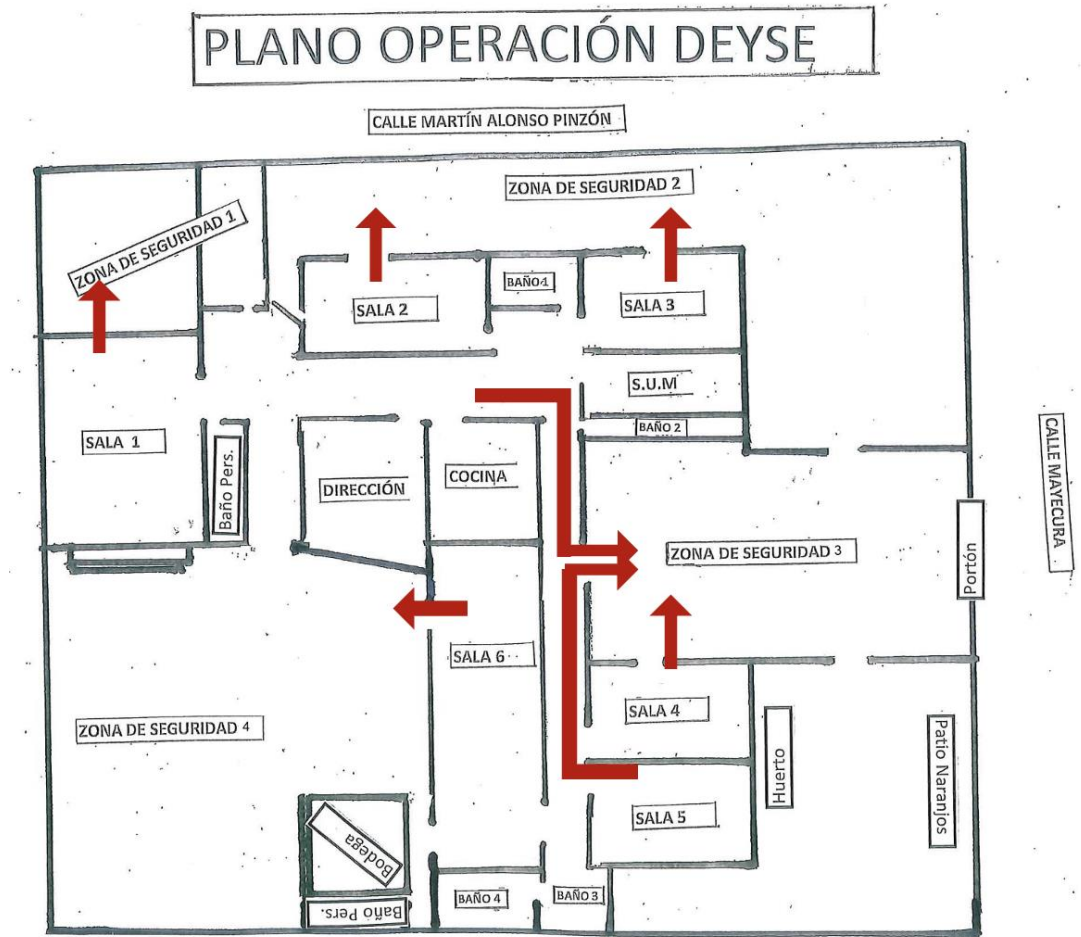 PLANO OPERACIÓN DEYSE
CALLE MARTÍN ALONSO PINZÓN
ZONA DE SEGURIDAD 2
ZONA DE SEGURIDAD 1
BAÑO 1
SALA 2
SALA 3
S.U.M
BAÑO 2
SALA 1
Baño Pers.
DIRECCIÓN
COCINA
CALLE MAYECURA
ZONA DE SEGURIDAD 3
Portón
SALA 6
SALA 4
ZONA DE SEGURIDAD 4
Huerto
Patio Naranjos
SALA 5
Bodega
BAÑO 4
BAÑO 3
Baño Pers.